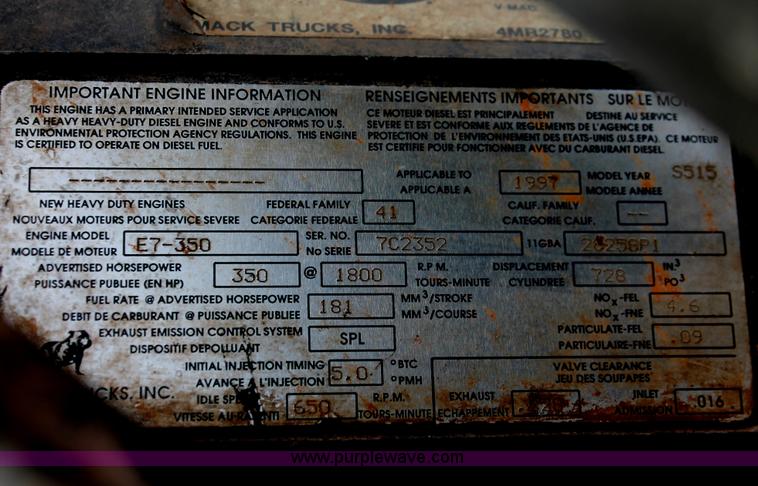 MACK TRUCKS, INC.
V-MAC
4MR2780
IMPORTANT ENGINE INFORMATION
THIS ENGINE HAS A PRIMARY INTENDED SERVICE APPLICATION
AS A HEAVY HEAVY-DUTY DIESEL ENGINE AND CONFORMS TO U.S.
ENVIRONMENTAL PROTECTION AGENCY REGULATIONS. THIS ENGINE
IS CERTIFIED TO OPERATE ON DIESEL FUEL.
RENSEIGNEMENTS IMPORTANTS SUR LE
CE MOTEUR DIESEL EST PRINCIPALEMENT DESTINE AU SERVICE
SEVERE ET EST CONFORME AUX REGLEMENTS DE L'AGENCE DE
PROTECTION DE L'ENVIRONNEMENT DES ETATS-UNIS (U.S.EPA). CE MOTEUR
EST CERTIFIE POUR FONCTIONNER AVEC DU CARBURANT DIESEL.
APPLICABLE TO 1997 MODEL YEAR S515
APPLICABLE A MODELE ANNEE
NEW HEAVY DUTY ENGINES FEDERAL FAMILY 41 CALIF. FAMILY --
NOUVEAUX MOTEURS POUR SERVICE SEVERE CATEGORIE FEDERALE CATEGORIE CALIF.
ENGINE MODEL E7-350 SER. NO. 7C2352 11GBA
MODELE DE MOTEUR No SERIE
ADVERTISED HORSEPOWER 350 @ 1800 R.P.M. DISPLACEMENT 728 IN.³
PUISSANCE PUBLIEE (EN HP) TOURS-MINUTE CYLINDREE PO³
FUEL RATE @ ADVERTISED HORSEPOWER 181 MM³/STROKE NOx-FEL 4.6
DEBIT DE CARBURANT @ PUISSANCE PUBLIEE MM³/COURSE NOx-FNE
EXHAUST EMISSION CONTROL SYSTEM SPL PARTICULATE-FEL .09
DISPOSITIF DEPOLLUANT PARTICULAIRE-FNE
INITIAL INJECTION TIMING 5.0 °BTC VALVE CLEARANCE
AVANCE A L'INJECTION °PMH JEU DES SOUPAPES
INC. IDLE 650 R.P.M. EXHAUST INLET .016
VITESSE TOURS-MINUTE ECHAPPEMENT ADMISSION
www.purplewave.com